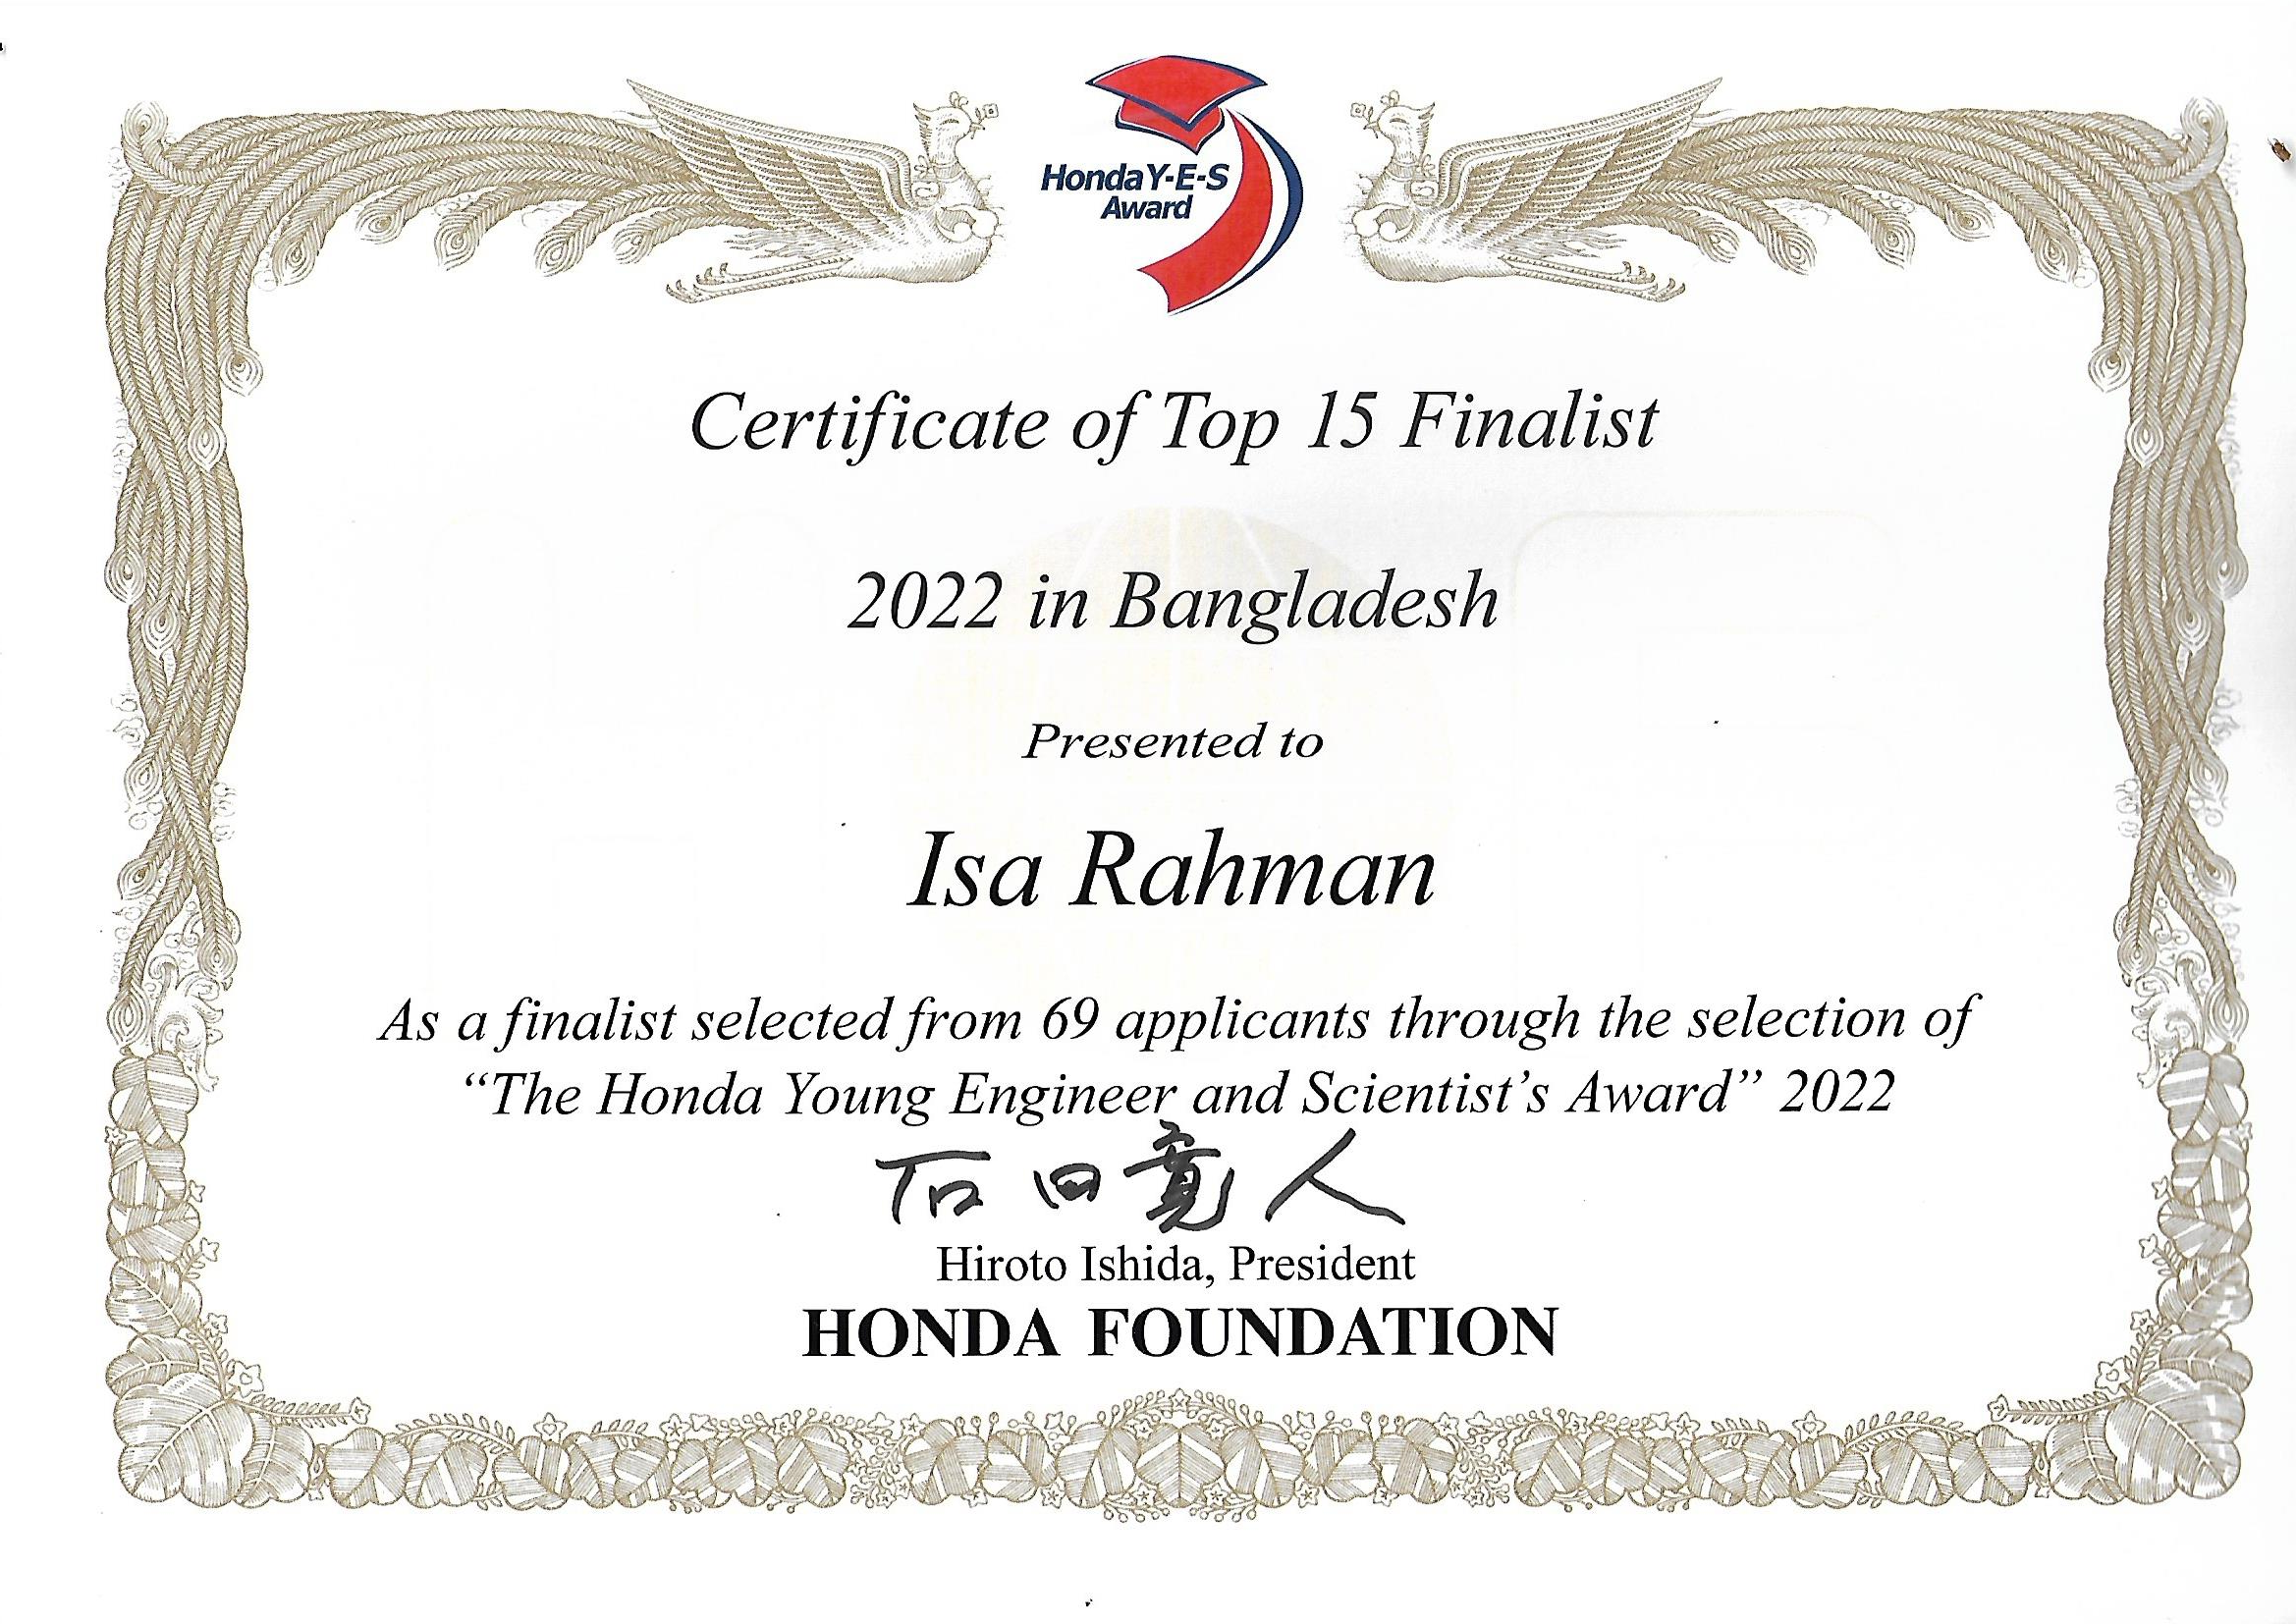 Honda Y-E-S
Award
Certificate of Top 15 Finalist
2022 in Bangladesh
Presented to
Isa Rahman
As a finalist selected from 69 applicants through the selection of
“The Honda Young Engineer and Scientist’s Award” 2022
石田寛人
Hiroto Ishida, President
HONDA FOUNDATION